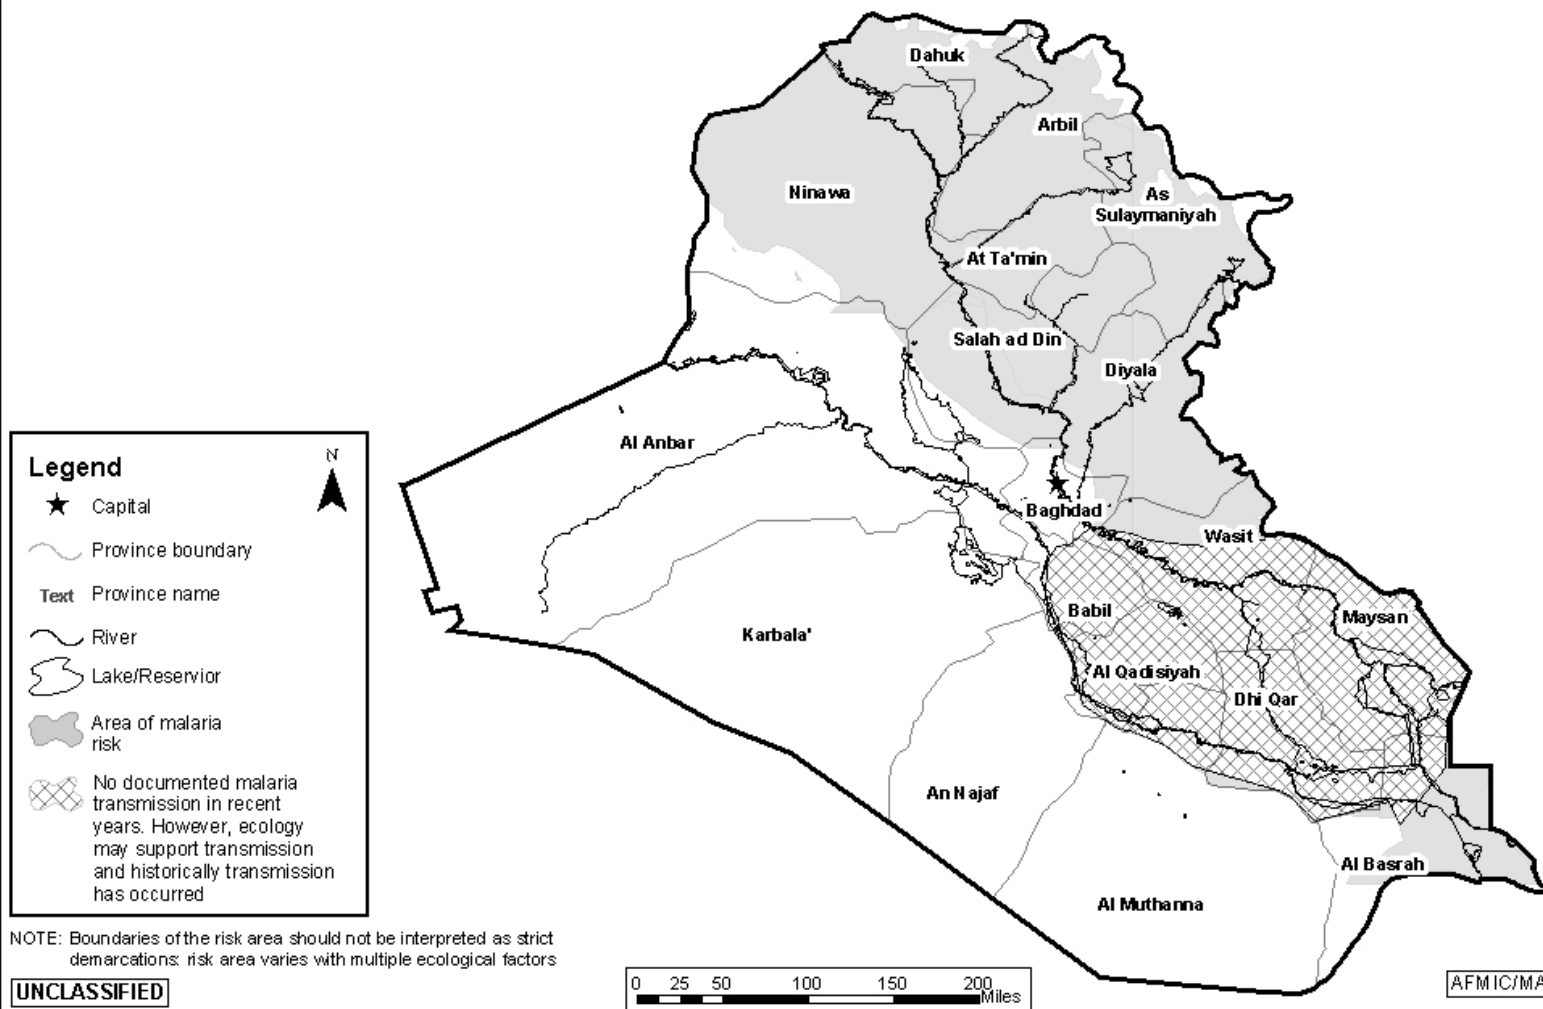 Dahuk
Arbil
Ninawa
As
Sulaymaniyah
At Ta'min
Salah ad Din
Diyala
Al Anbar
Baghdad
Wasit
Babil
Maysan
Karbala'
Al Qadisiyah
Dhi Qar
An Najaf
Al Basrah
Al Muthanna
Legend
N
Capital
Province boundary
Text Province name
River
Lake/Reservior
Area of malaria
risk
No documented malaria
transmission in recent
years. However, ecology
may support transmission
and historically transmission
has occurred
NOTE: Boundaries of the risk area should not be interpreted as strict
demarcations: risk area varies with multiple ecological factors
UNCLASSIFIED
0 25 50 100 150 200
Miles
AFMIC/MA